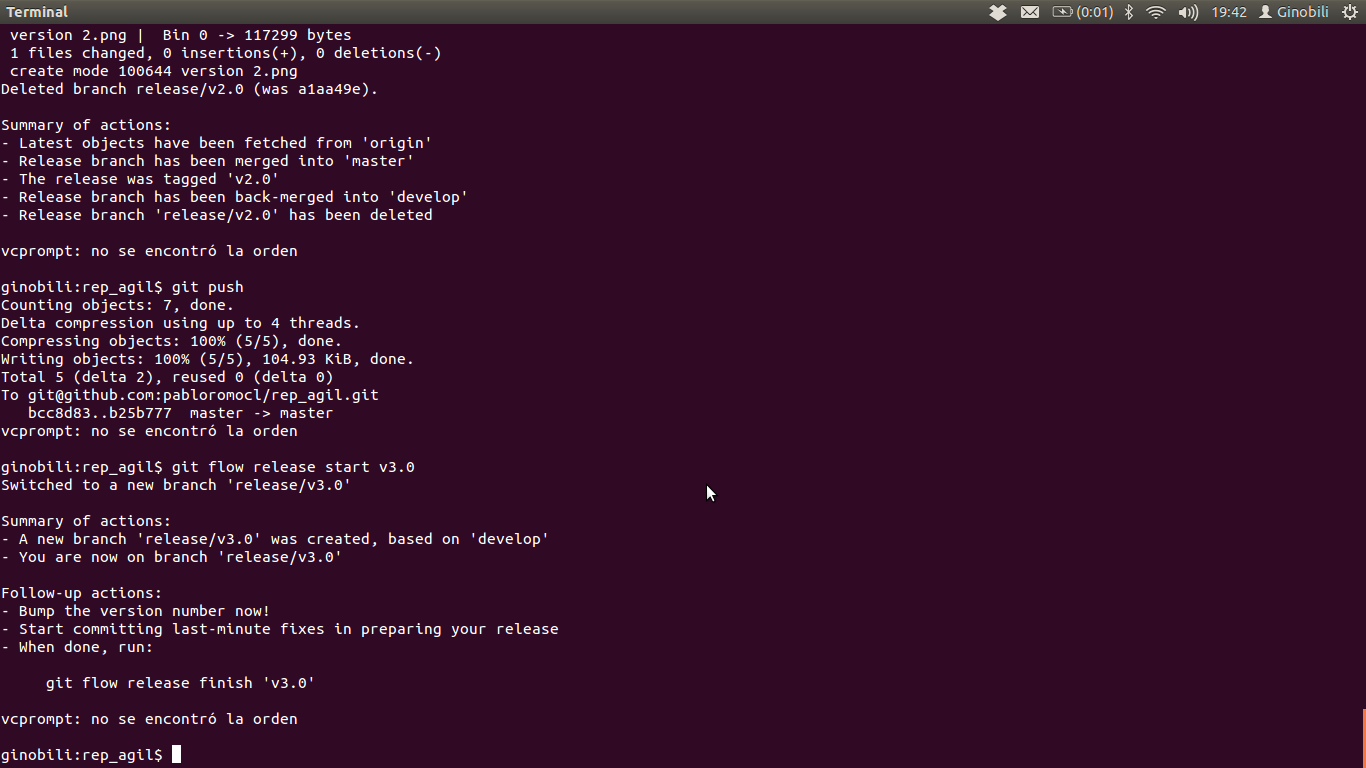 Terminal (0:01) 19:42 Ginobili
version 2.png |  Bin 0 -> 117299 bytes
1 files changed, 0 insertions(+), 0 deletions(-)
create mode 100644 version 2.png
Deleted branch release/v2.0 (was a1aa49e).
Summary of actions:
- Latest objects have been fetched from 'origin'
- Release branch has been merged into 'master'
- The release was tagged 'v2.0'
- Release branch has been back-merged into 'develop'
- Release branch 'release/v2.0' has been deleted
vcprompt: no se encontró la orden
ginobili:rep_agil$ git push
Counting objects: 7, done.
Delta compression using up to 4 threads.
Compressing objects: 100% (5/5), done.
Writing objects: 100% (5/5), 104.93 KiB, done.
Total 5 (delta 2), reused 0 (delta 0)
To git@github.com:pabloromocl/rep_agil.git
bcc8d83..b25b777  master -> master
vcprompt: no se encontró la orden
ginobili:rep_agil$ git flow release start v3.0
Switched to a new branch 'release/v3.0'
Summary of actions:
- A new branch 'release/v3.0' was created, based on 'develop'
- You are now on branch 'release/v3.0'
Follow-up actions:
- Bump the version number now!
- Start committing last-minute fixes in preparing your release
- When done, run:
git flow release finish 'v3.0'
vcprompt: no se encontró la orden
ginobili:rep_agil$